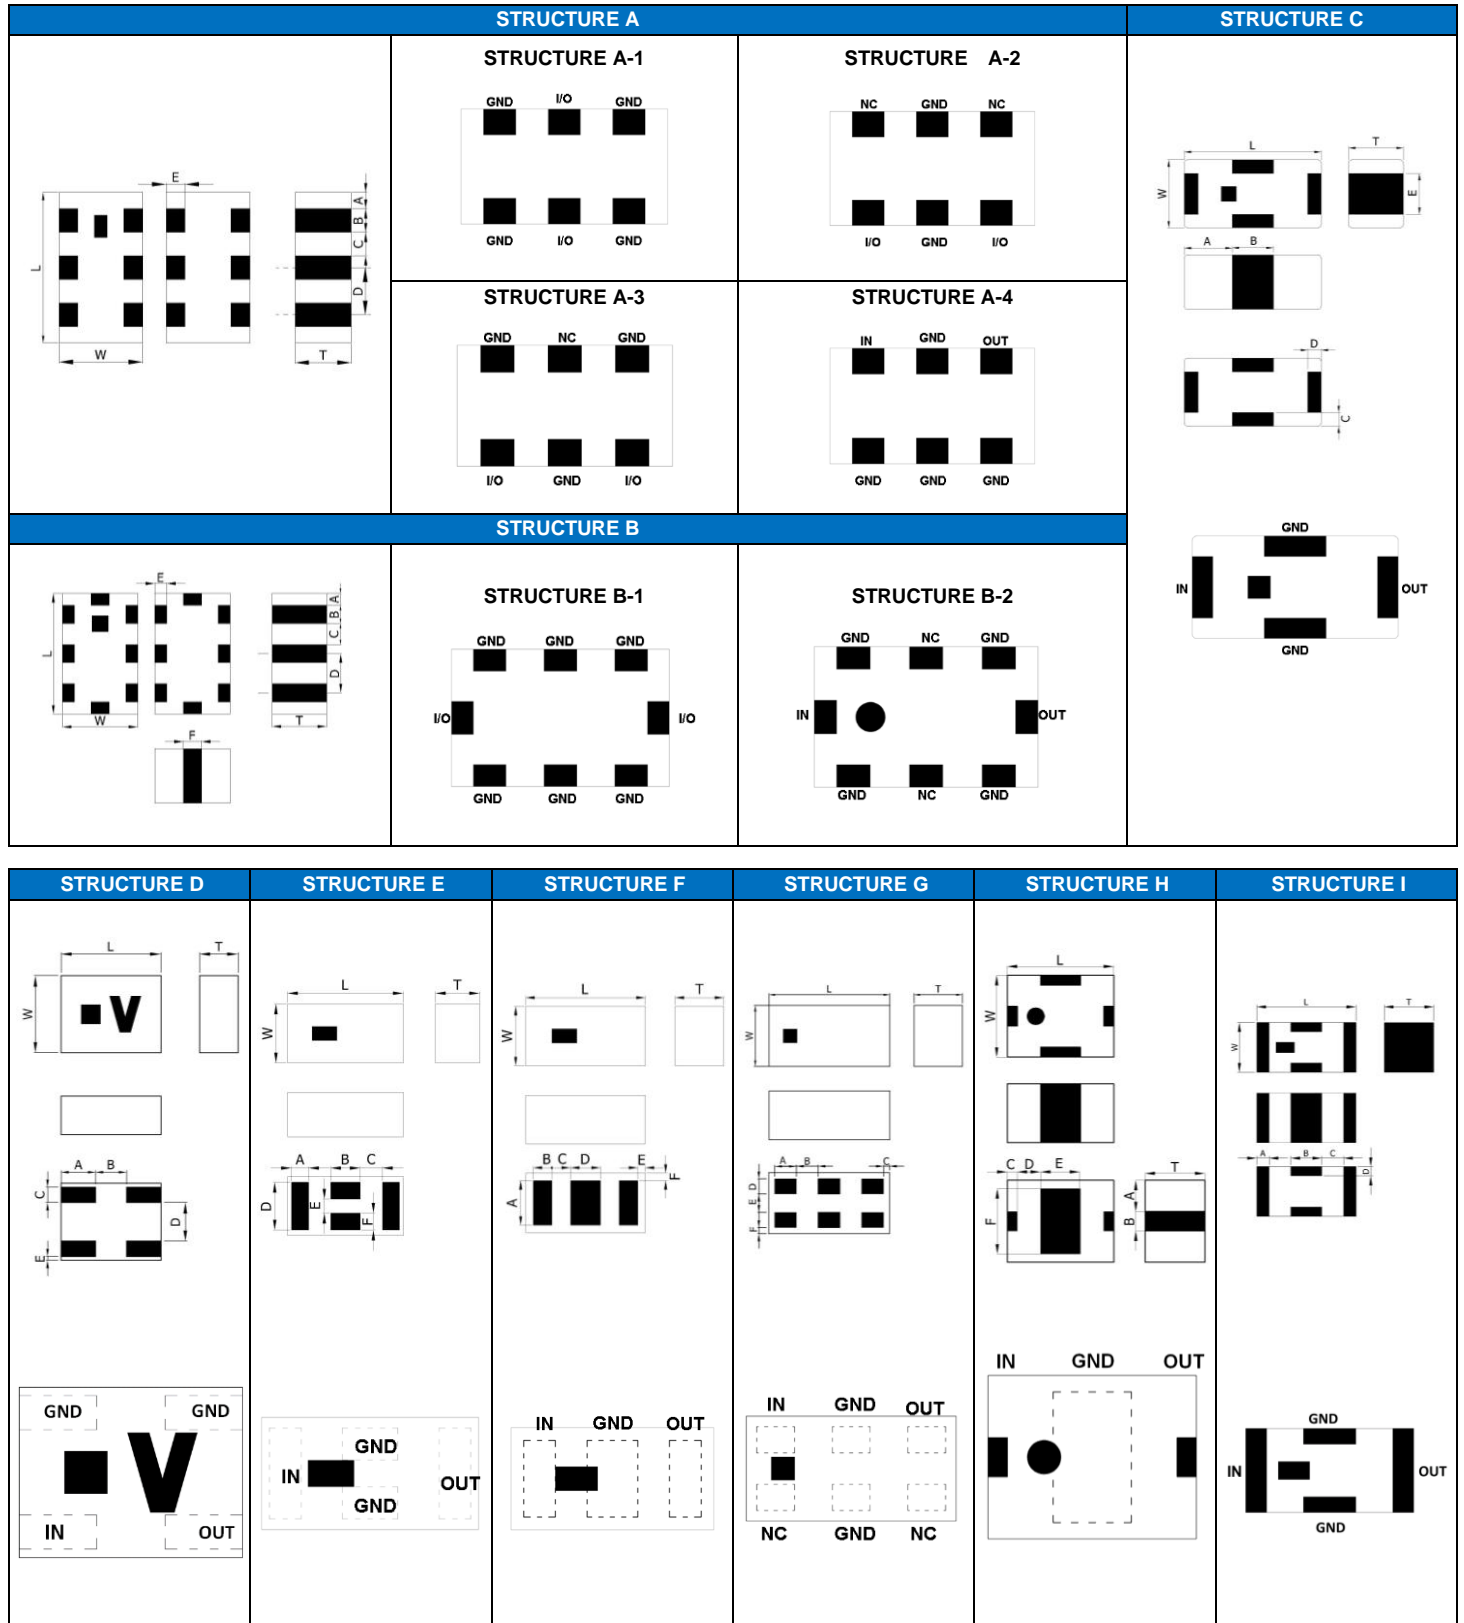 STRUCTURE A
STRUCTURE C
STRUCTURE A-1
STRUCTURE A-2
GND I/O GND
GND I/O GND
NC GND NC
I/O GND I/O
E
L
W
T
A
B
C
D
L
T
W
E
A B
D
C
STRUCTURE A-3
STRUCTURE A-4
GND NC GND
I/O GND I/O
IN GND OUT
GND GND GND
GND
IN OUT
GND
STRUCTURE B
E
L
W
T
A
B
C
D
F
STRUCTURE B-1
GND GND GND
I/O I/O
GND GND GND
STRUCTURE B-2
GND NC GND
IN OUT
GND NC GND
STRUCTURE D
STRUCTURE E
STRUCTURE F
STRUCTURE G
STRUCTURE H
STRUCTURE I
L T
W
V
A B
C
D
E
GND GND
V
IN OUT
L T
W
A B C
D
E
F
GND
IN OUT
GND
L T
W
B C D E
F
A
IN GND OUT
L T
W
A B C
D
E
F
IN GND OUT
NC GND NC
L
W
C D E
T
F
A
B
IN GND OUT
L T
W
A B C
D
GND
IN OUT
GND